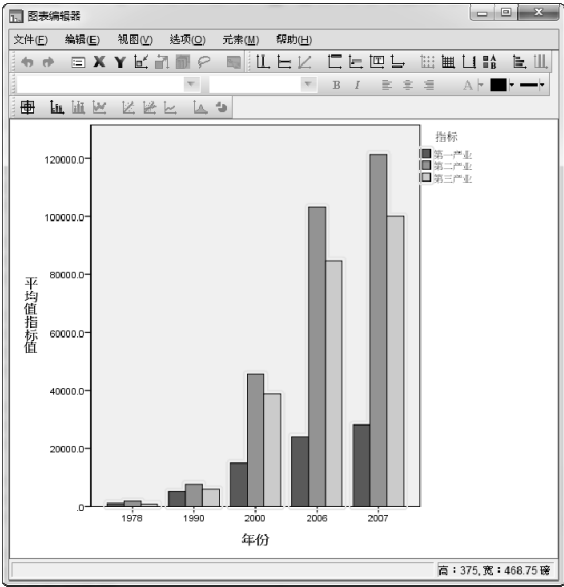 图表编辑器
文件(F) 编辑(E) 视图(V) 选项(O) 元素(M) 帮助(H)
X Y
B I A
指标
第一产业
第二产业
第三产业
120000.0
100000.0
80000.0
60000.0
40000.0
20000.0
.0
平均值指标值
1978 1990 2000 2006 2007
年份
高：375, 宽：468.75 磅